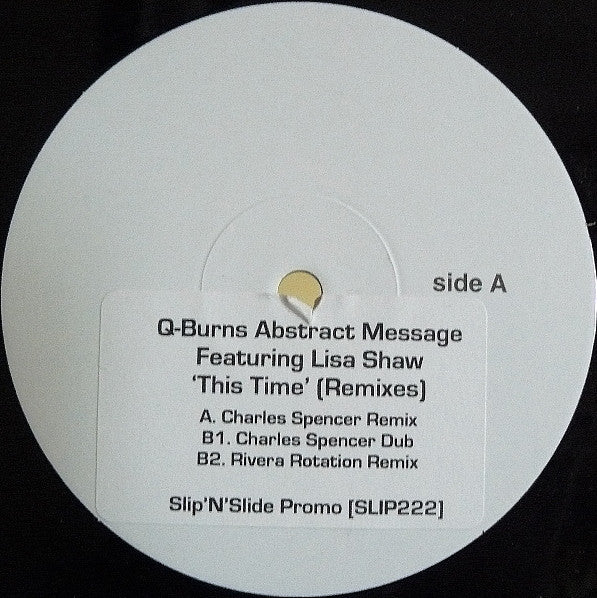 side A
Q-Burns Abstract Message
Featuring Lisa Shaw
‘This Time’ (Remixes)
A. Charles Spencer Remix
B1. Charles Spencer Dub
B2. Rivera Rotation Remix
Slip'N'Slide Promo [SLIP222]